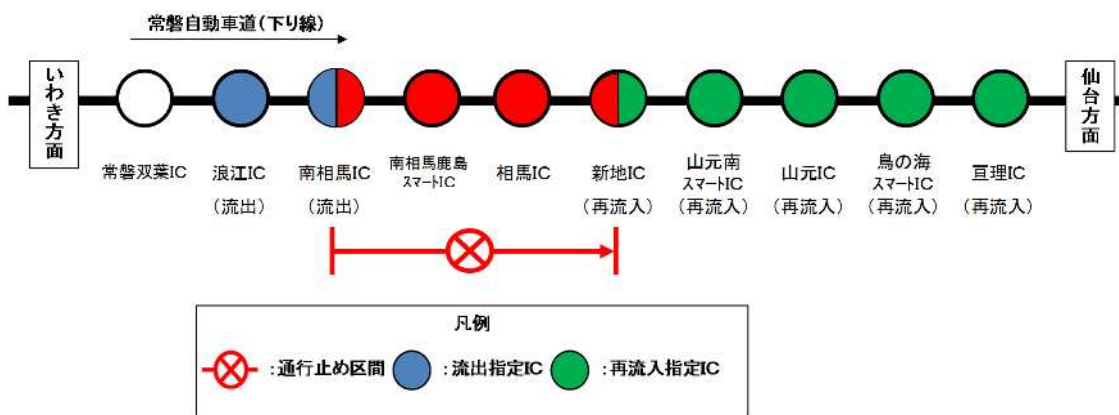 常磐自動車道(下り線)
いわき方面
仙台方面
常磐双葉IC
浪江IC
(流出)
南相馬IC
(流出)
南相馬鹿島
スマートIC
相馬IC
新地IC
(再流入)
山元南
スマートIC
(再流入)
山元IC
(再流入)
鳥の海
スマートIC
(再流入)
亘理IC
(再流入)
凡例
:通行止め区間
:流出指定IC
:再流入指定IC